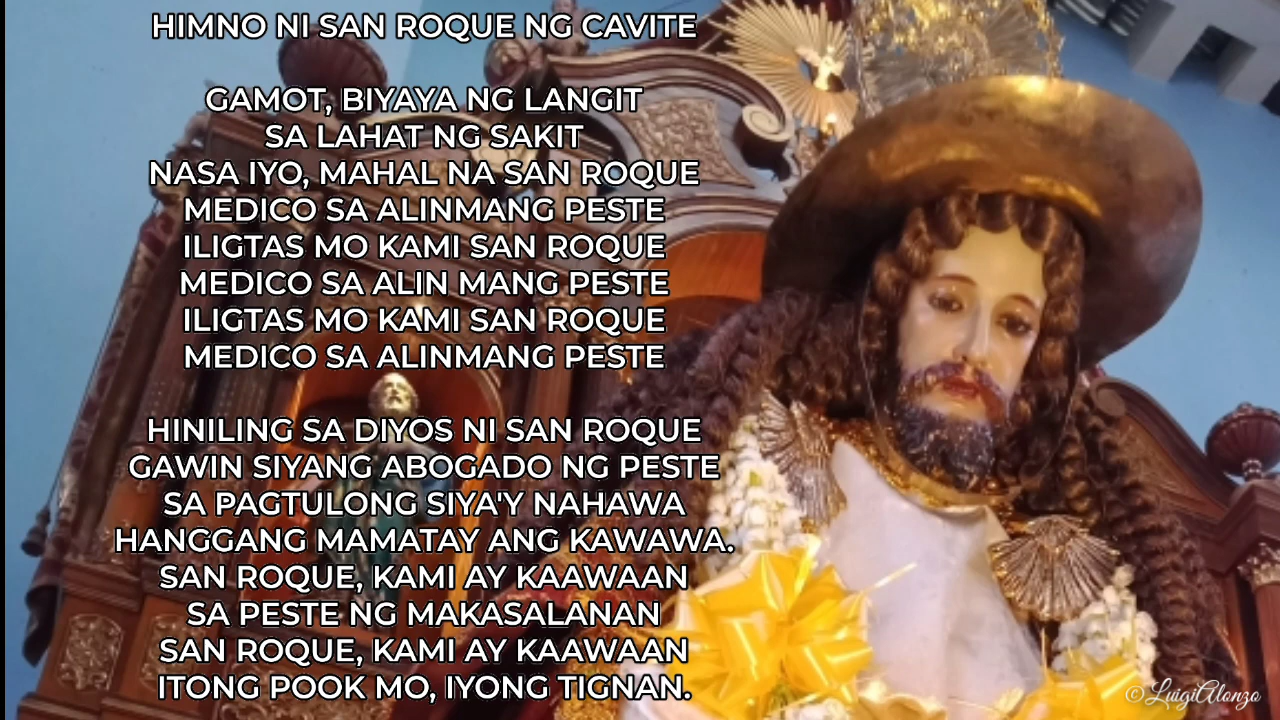 HIMNO NI SAN ROQUE NG CAVITE
GAMOT, BIYAYA NG LANGIT
SA LAHAT NG SAKIT
NASA IYO, MAHAL NA SAN ROQUE
MEDICO SA ALINMANG PESTE
ILIGTAS MO KAMI SAN ROQUE
MEDICO SA ALIN MANG PESTE
ILIGTAS MO KAMI SAN ROQUE
MEDICO SA ALINMANG PESTE
HINILING SA DIYOS NI SAN ROQUE
GAWIN SIYANG ABOGADO NG PESTE
SA PAGTULONG SIYA'Y NAHAWA
HANGGANG MAMATAY ANG KAWAWA.
SAN ROQUE, KAMI AY KAAWAAN
SA PESTE NG MAKASALANAN
SAN ROQUE, KAMI AY KAAWAAN
ITONG POOK MO, IYONG TIGNAN.
©LuigiAlonzo